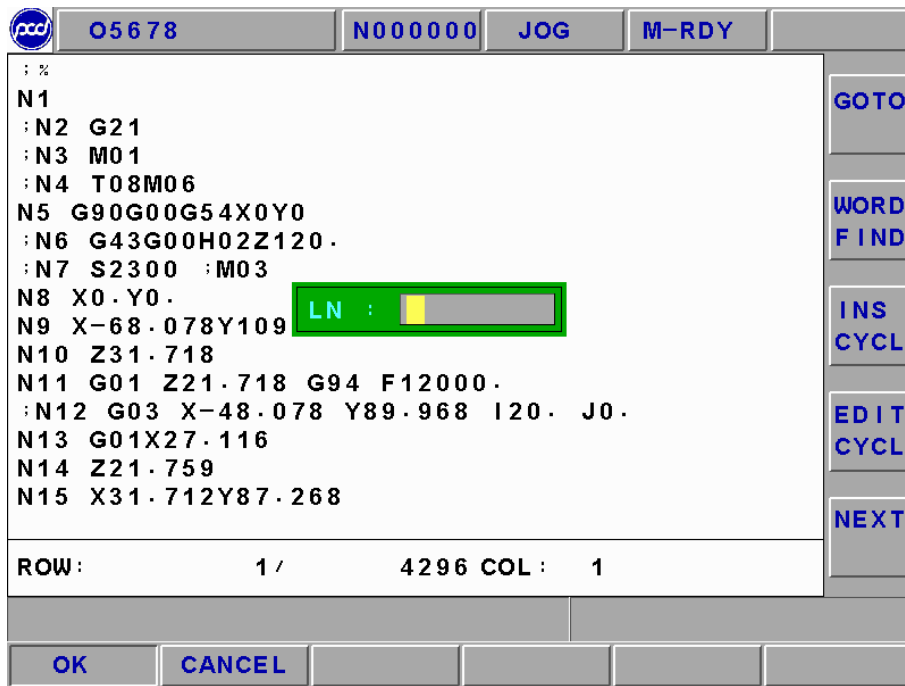 pcd O5678 N000000 JOG M-RDY
;%
N1
;N2 G21
;N3 M01
;N4 T08M06
N5 G90G00G54X0Y0
;N6 G43G00H02Z120.
;N7 S2300 ;M03
N8 X0.Y0.
N9 X-68.078Y109
N10 Z31.718
N11 G01 Z21.718 G94 F12000.
;N12 G03 X-48.078 Y89.968 I20. J0.
N13 G01X27.116
N14 Z21.759
N15 X31.712Y87.268
LN :
ROW: 1/ 4296 COL: 1
GOTO
WORD
FIND
INS
CYCL
EDIT
CYCL
NEXT
OK CANCEL